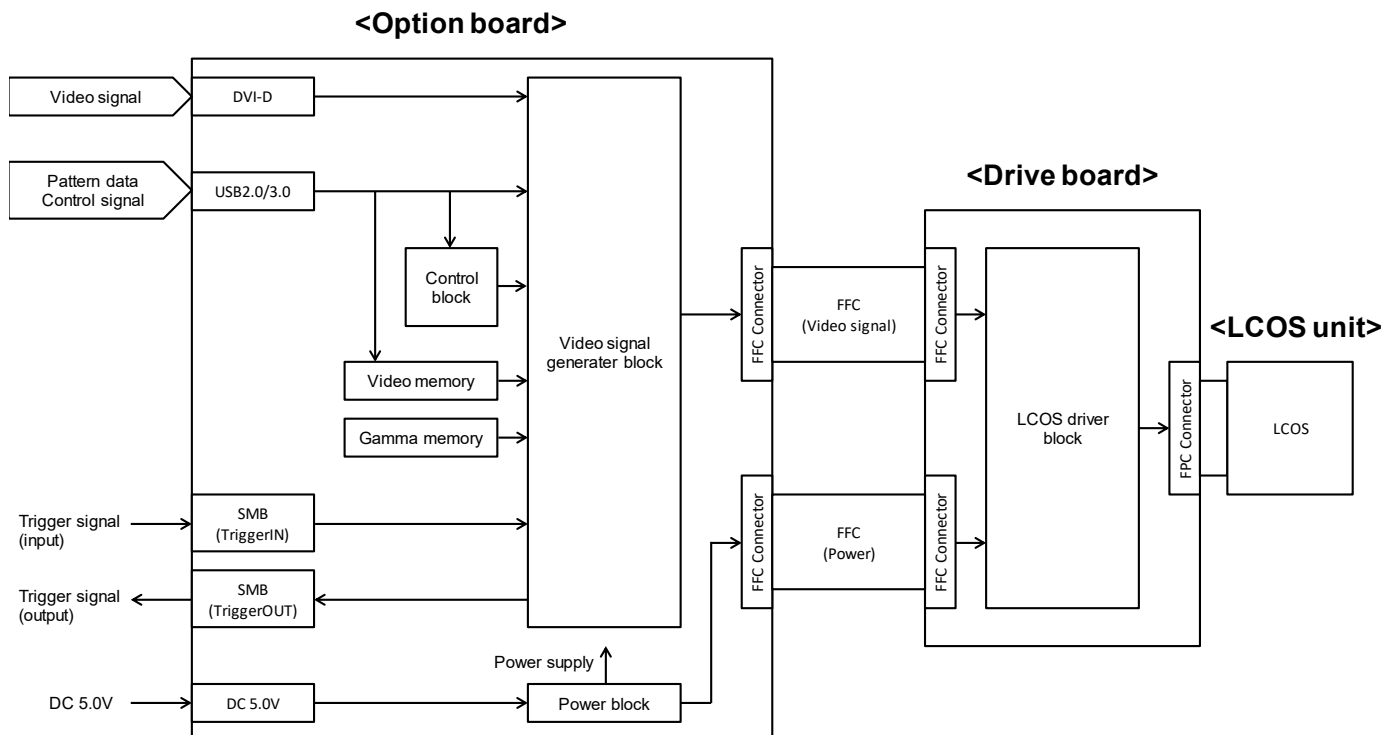 <Option board>
Video signal
DVI-D
Pattern data
Control signal
USB2.0/3.0
Control
block
Video memory
Gamma memory
Video signal
generater block
Trigger signal
(input)
SMB
(TriggerIN)
Trigger signal
(output)
SMB
(TriggerOUT)
Power supply
DC 5.0V
DC 5.0V
Power block
FFC Connector
FFC
(Video signal)
FFC Connector
FFC Connector
FFC
(Power)
FFC Connector
<Drive board>
LCOS driver
block
FPC Connector
<LCOS unit>
LCOS